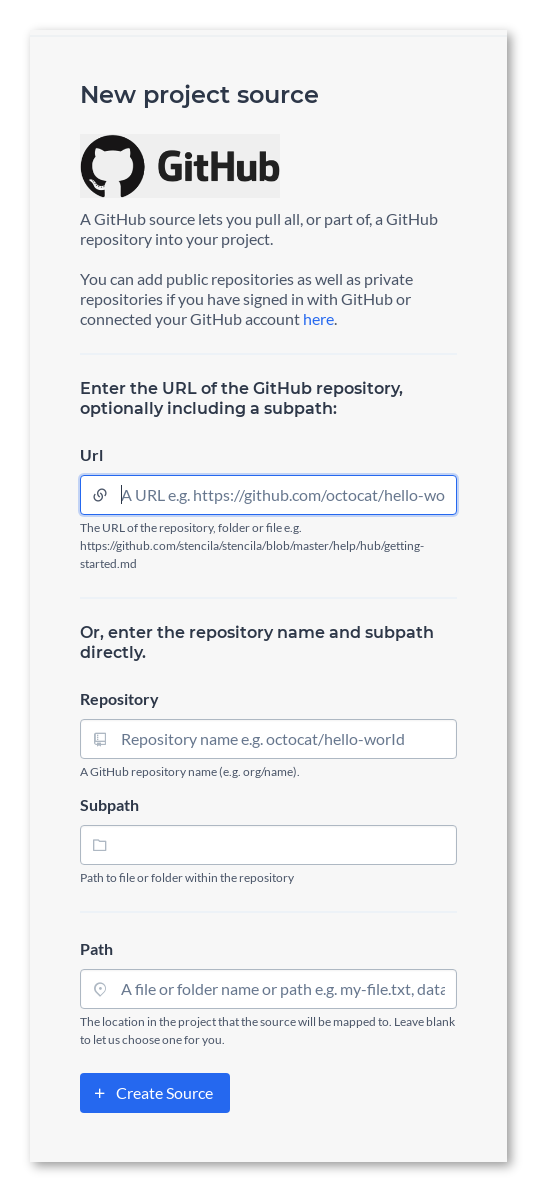 New project source
GitHub
A GitHub source lets you pull all, or part of, a GitHub
repository into your project.
You can add public repositories as well as private
repositories if you have signed in with GitHub or
connected your GitHub account here.
Enter the URL of the GitHub repository,
optionally including a subpath:
Url
A URL e.g. https://github.com/octocat/hello-wo
The URL of the repository, folder or file e.g.
https://github.com/stencila/stencila/blob/master/help/hub/getting-
started.md
Or, enter the repository name and subpath
directly.
Repository
Repository name e.g. octocat/hello-world
A GitHub repository name (e.g. org/name).
Subpath
Path to file or folder within the repository
Path
A file or folder name or path e.g. my-file.txt, data
The location in the project that the source will be mapped to. Leave blank
to let us choose one for you.
+ Create Source